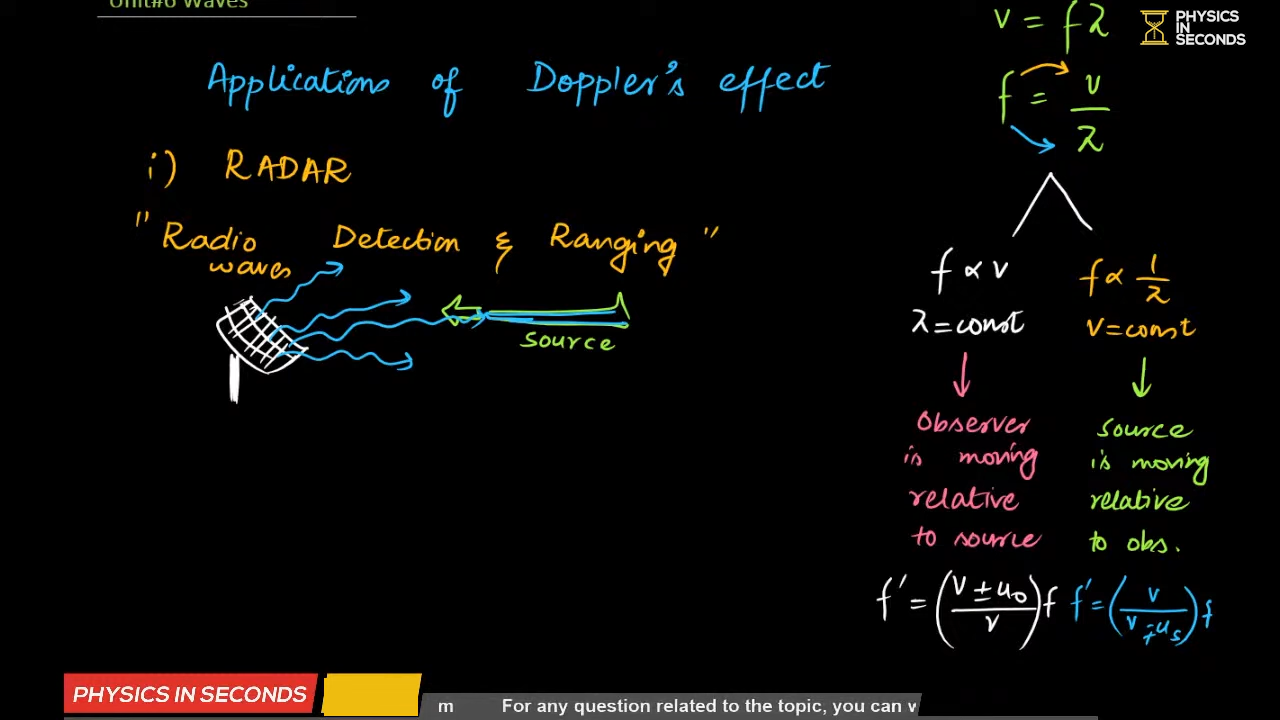 Unit#6 Waves
Applications of Doppler's effect
i) RADAR
"Radio Detection & Ranging"
waves
source
v = fλ
f = v/λ
f ∝ v
λ = const
Observer
is moving
relative
to source
f' = (v ± u₀ / v) f
f ∝ 1/λ
v = const
source
is moving
relative
to obs.
f' = (v / v ∓ uₛ) f
PHYSICS
IN
SECONDS
PHYSICS IN SECONDS
m For any question related to the topic, you can